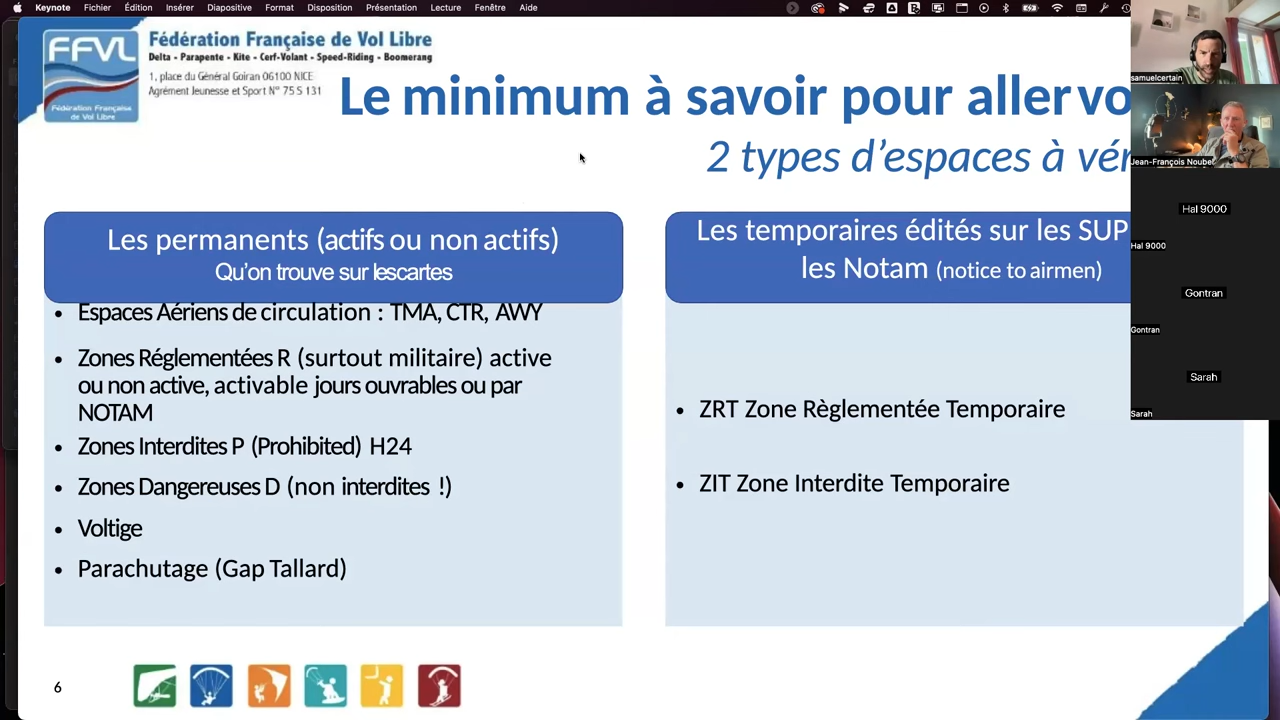 Keynote Fichier Édition Insérer Diapositive Format Disposition Présentation Lecture Fenêtre Aide
FFVL
Fédération Française
de Vol Libre
Fédération Française de Vol Libre
Delta - Parapente - Kite - Cerf-Volant - Speed-Riding - Boomerang
1, place du Général Goiran 06100 NICE
Agrément Jeunesse et Sport N° 75 S 131
Le minimum à savoir pour aller vo
2 types d'espaces à vér
Les permanents (actifs ou non actifs)
Qu'on trouve sur lescartes
• Espaces Aériens de circulation : TMA, CTR, AWY
• Zones Réglementées R (surtout militaire) active
ou non active, activable jours ouvrables ou par
NOTAM
• Zones Interdites P (Prohibited) H24
• Zones Dangereuses D (non interdites !)
• Voltige
• Parachutage (Gap Tallard)
Les temporaires édités sur les SUP
les Notam (notice to airmen)
• ZRT Zone Règlementée Temporaire
• ZIT Zone Interdite Temporaire
6
samuelcertain
Jean-François Noubel
Hal 9000
Hal 9000
Gontran
Gontran
Sarah
Sarah